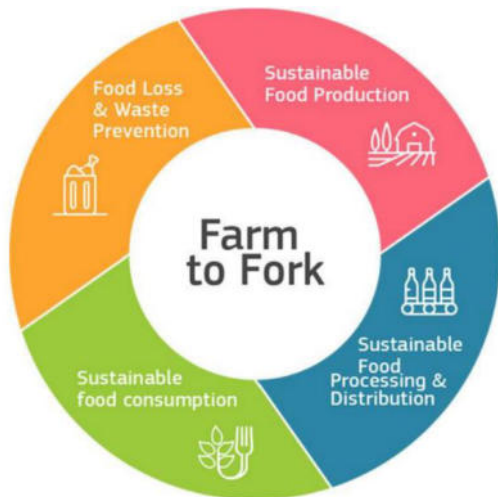 Farm
to Fork
Sustainable
Food Production
Sustainable
Food
Processing &
Distribution
Sustainable
food consumption
Food Loss
& Waste
Prevention